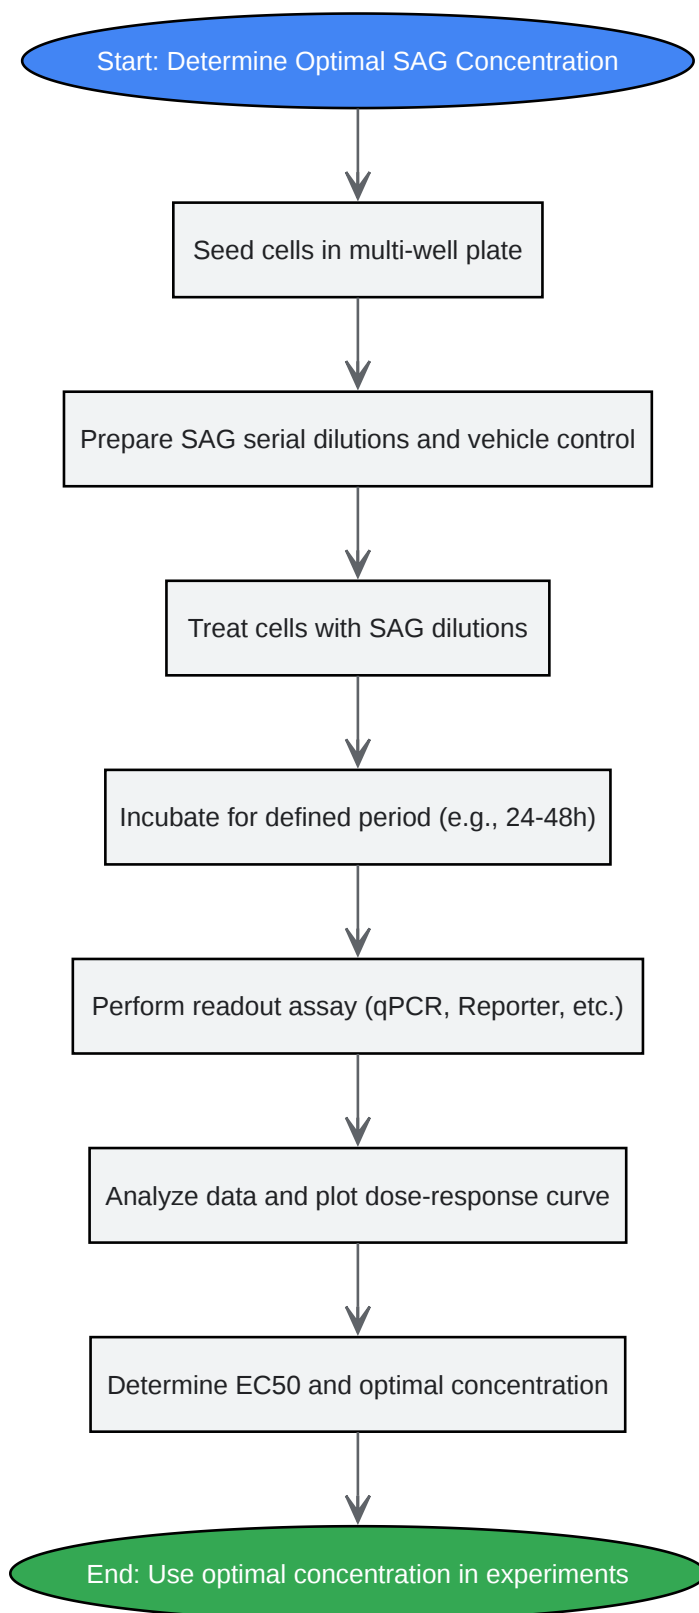 Start: Determine Optimal SAG Concentration
Seed cells in multi-well plate
Prepare SAG serial dilutions and vehicle control
Treat cells with SAG dilutions
Incubate for defined period (e.g., 24-48h)
Perform readout assay (qPCR, Reporter, etc.)
Analyze data and plot dose-response curve
Determine EC50 and optimal concentration
End: Use optimal concentration in experiments